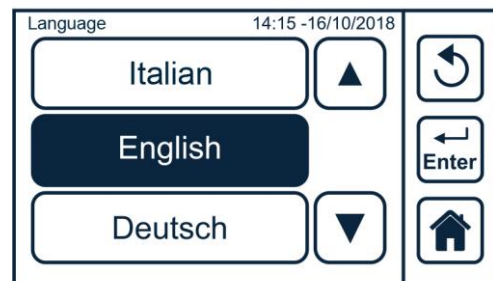 Language 14:15 -16/10/2018
Italian
English
Deutsch
Enter